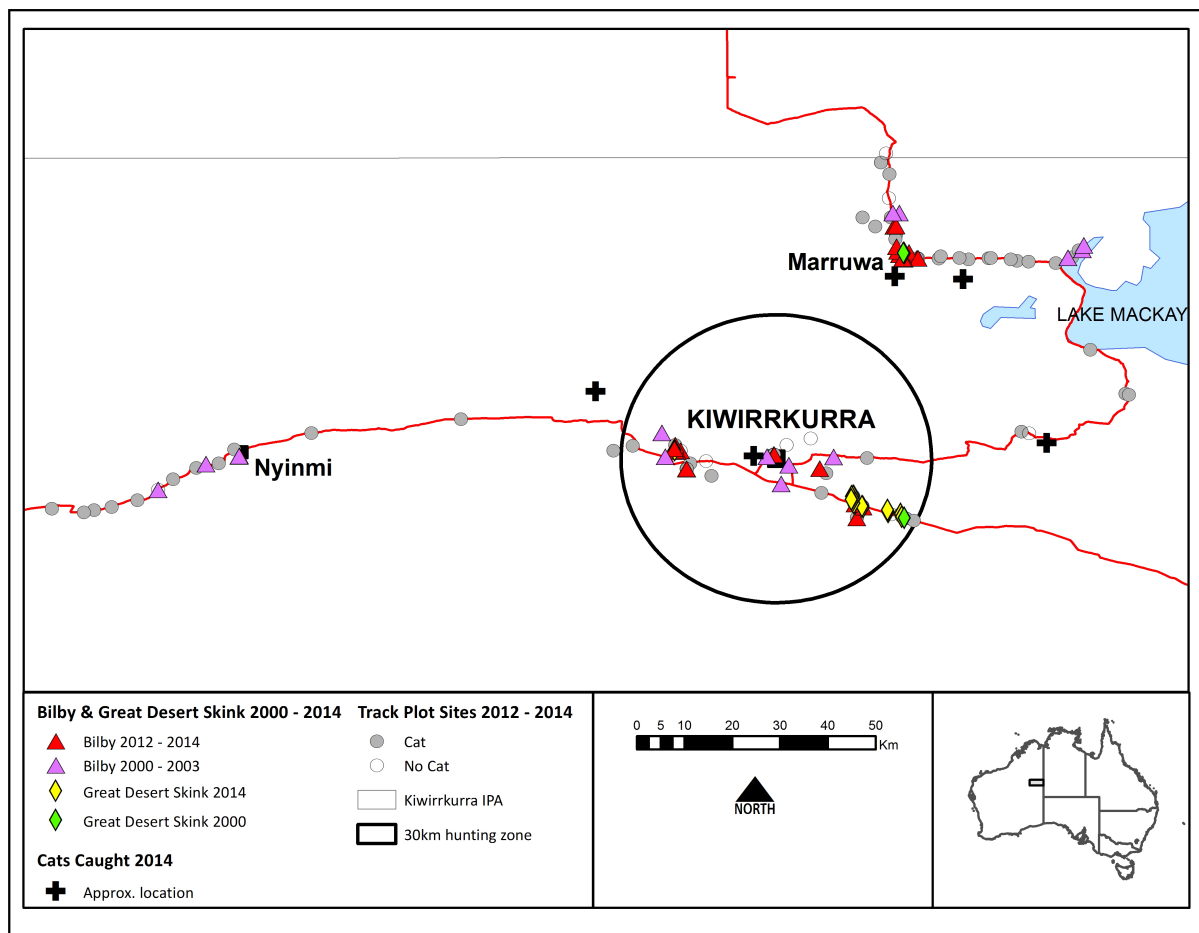 Marruwa
LAKE MACKAY
KIWIRRKURRA
Nyinmi
Bilby & Great Desert Skink 2000 - 2014
Bilby 2012 - 2014
Bilby 2000 - 2003
Great Desert Skink 2014
Great Desert Skink 2000
Cats Caught 2014
Approx. location
Track Plot Sites 2012 - 2014
Cat
No Cat
Kiwirrkurra IPA
30km hunting zone
0 5 10 20 30 40 50
Km
NORTH